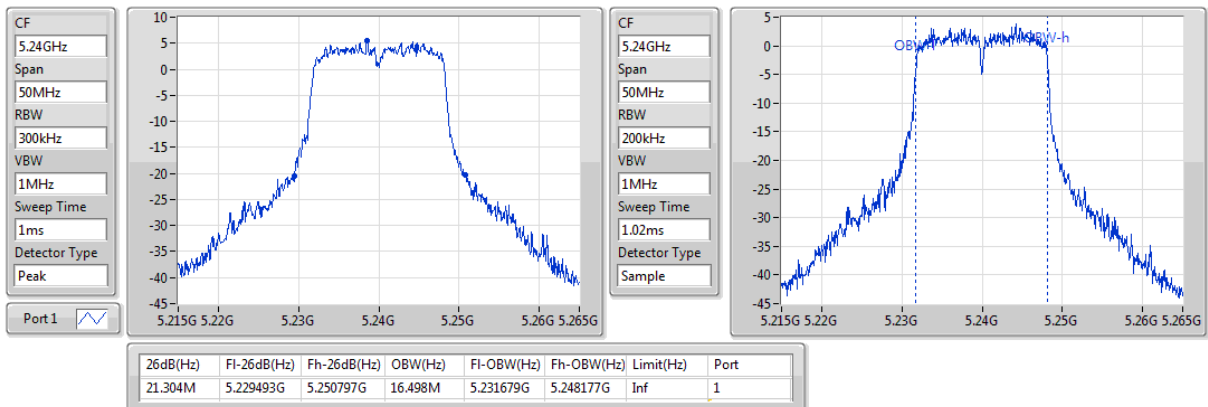 CF
5.24GHz
Span
50MHz
RBW
300kHz
VBW
1MHz
Sweep Time
1ms
Detector Type
Peak
Port 1
10
5
0
-5
-10
-15
-20
-25
-30
-35
-40
-45
5.215G 5.22G 5.23G 5.24G 5.25G 5.26G 5.265G
CF
5.24GHz
Span
50MHz
RBW
200kHz
VBW
1MHz
Sweep Time
1.02ms
Detector Type
Sample
5
0
-5
-10
-15
-20
-25
-30
-35
-40
-45
5.215G 5.22G 5.23G 5.24G 5.25G 5.26G 5.265G
26dB(Hz) Fl-26dB(Hz) Fh-26dB(Hz) OBW(Hz) Fl-OBW(Hz) Fh-OBW(Hz) Limit(Hz) Port
21.304M 5.229493G 5.250797G 16.498M 5.231679G 5.248177G Inf 1